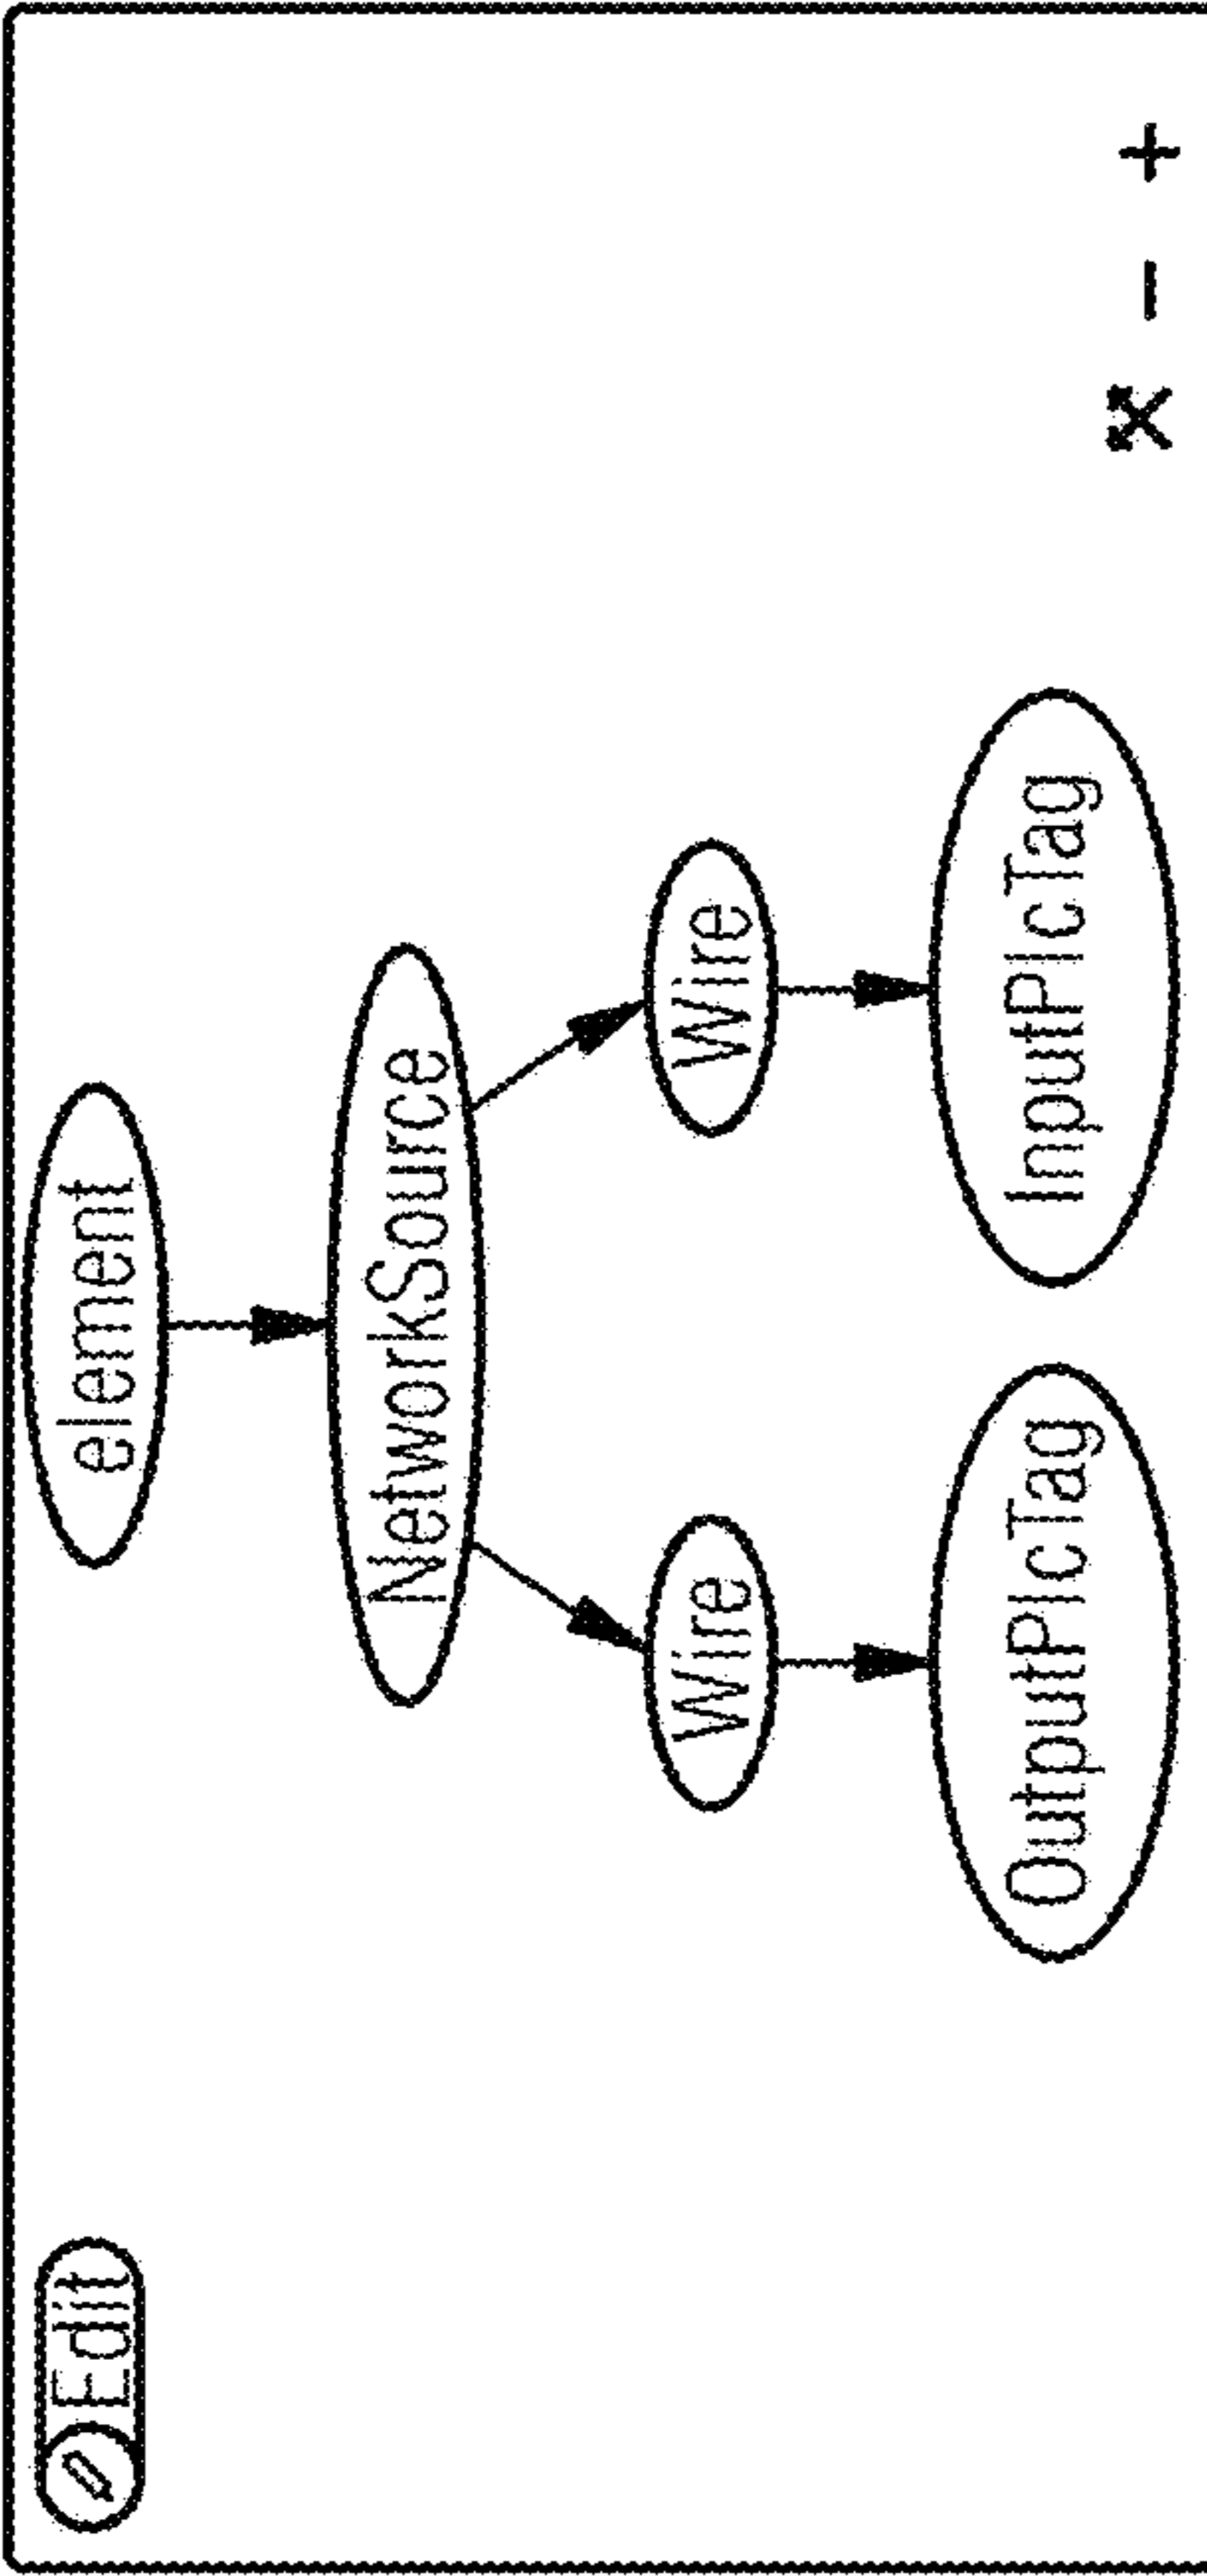 Edit
element
NetworkSource
Wire
Wire
OutputPlcTag
InputPlcTag
- +